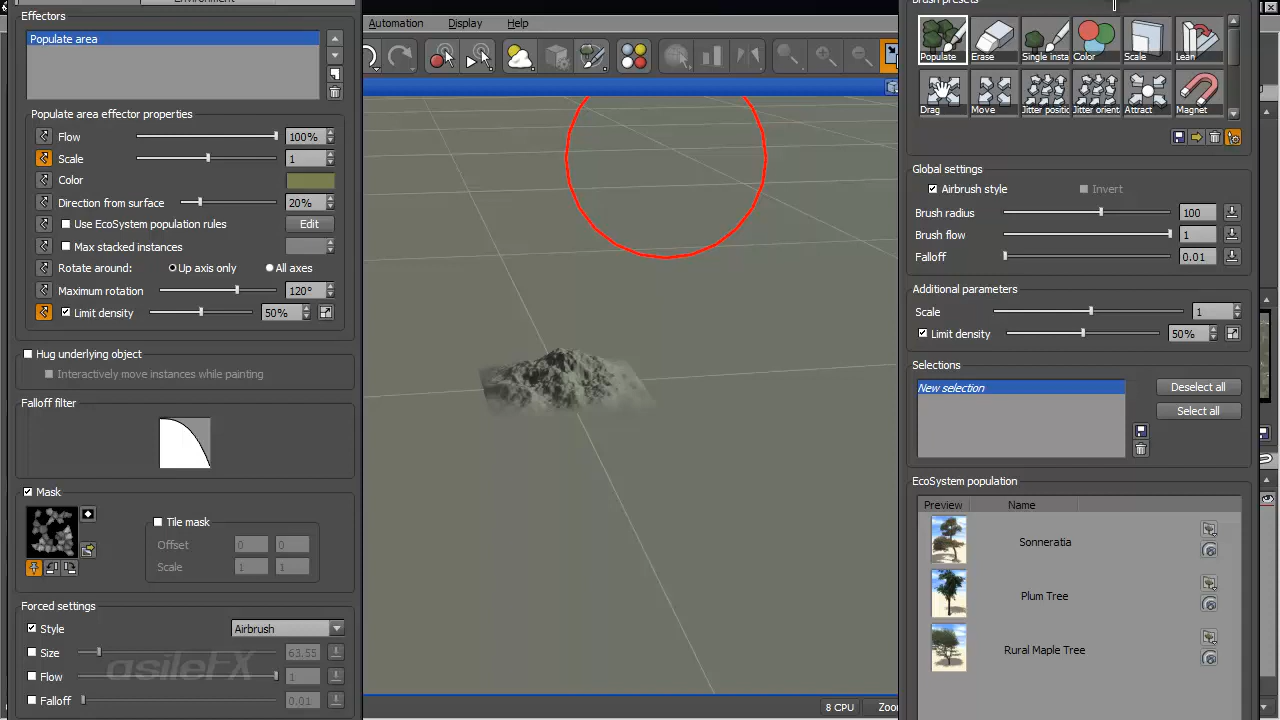 Environment
Effectors
Populate area
Populate area effector properties
Flow 100%
Scale 1
Color
Direction from surface 20%
Use EcoSystem population rules Edit
Max stacked instances
Rotate around: Up axis only All axes
Maximum rotation 120°
Limit density 50%
Hug underlying object
Interactively move instances while painting
Falloff filter
Mask
Tile mask
Offset 0 0
Scale 1 1
Forced settings
Style Airbrush
Size 63.55
Flow 1
Falloff 0.01
asileFX
Automation Display Help
8 CPU Zoo
Brush presets
Populate Erase Single insta Color Scale Lean
Drag Move Jitter positic Jitter orient Attract Magnet
Global settings
Airbrush style Invert
Brush radius 100
Brush flow 1
Falloff 0.01
Additional parameters
Scale 1
Limit density 50%
Selections
New selection
Deselect all
Select all
EcoSystem population
Preview Name
Sonneratia
Plum Tree
Rural Maple Tree